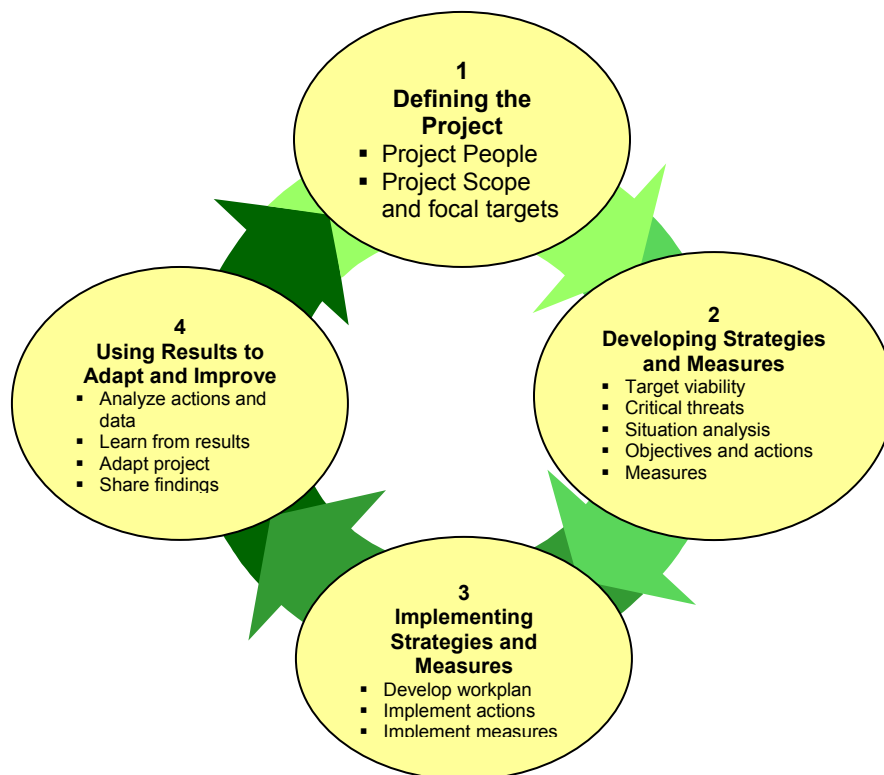 1
Defining the
Project
▪ Project People
▪ Project Scope
and focal targets
2
Developing Strategies
and Measures
▪ Target viability
▪ Critical threats
▪ Situation analysis
▪ Objectives and actions
▪ Measures
3
Implementing
Strategies and
Measures
▪ Develop workplan
▪ Implement actions
▪ Implement measures
4
Using Results to
Adapt and Improve
▪ Analyze actions and
data
▪ Learn from results
▪ Adapt project
▪ Share findings